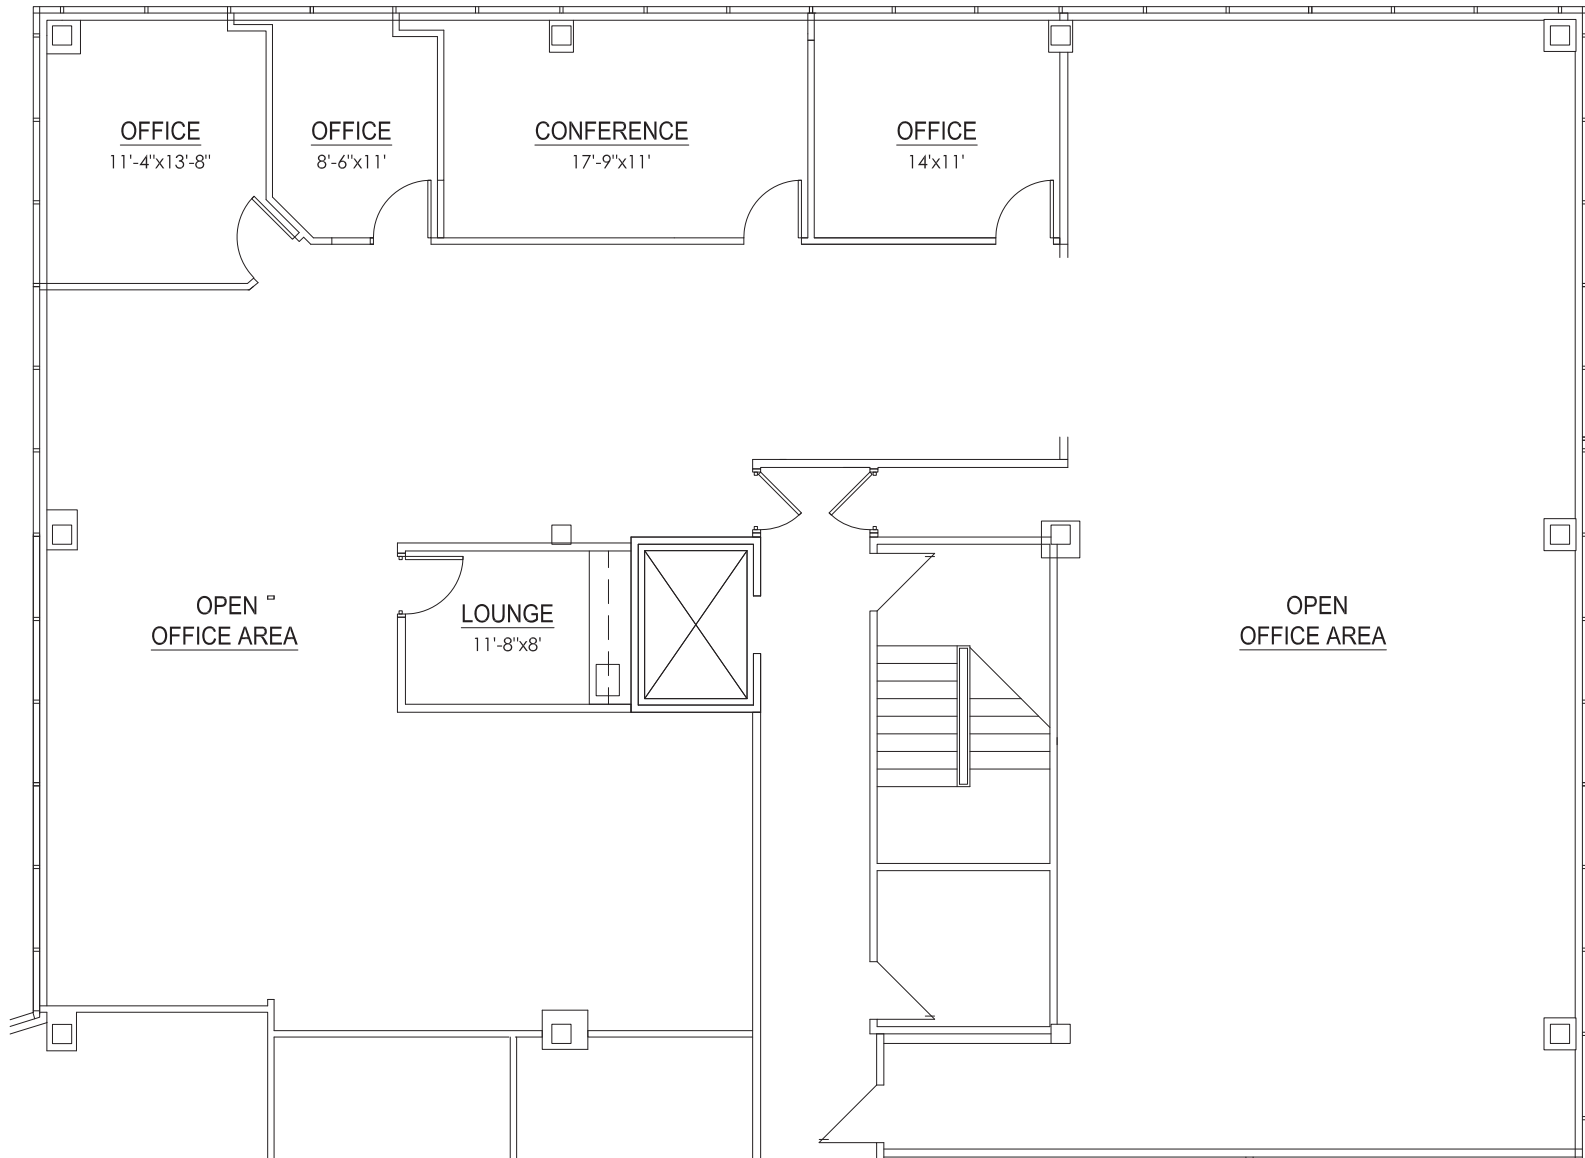 OFFICE
11'-4"x13'-8"
OFFICE
8'-6"x11'
CONFERENCE
17'-9"x11'
OFFICE
14'x11'
OPEN
OFFICE AREA
LOUNGE
11'-8"x8'
OPEN
OFFICE AREA